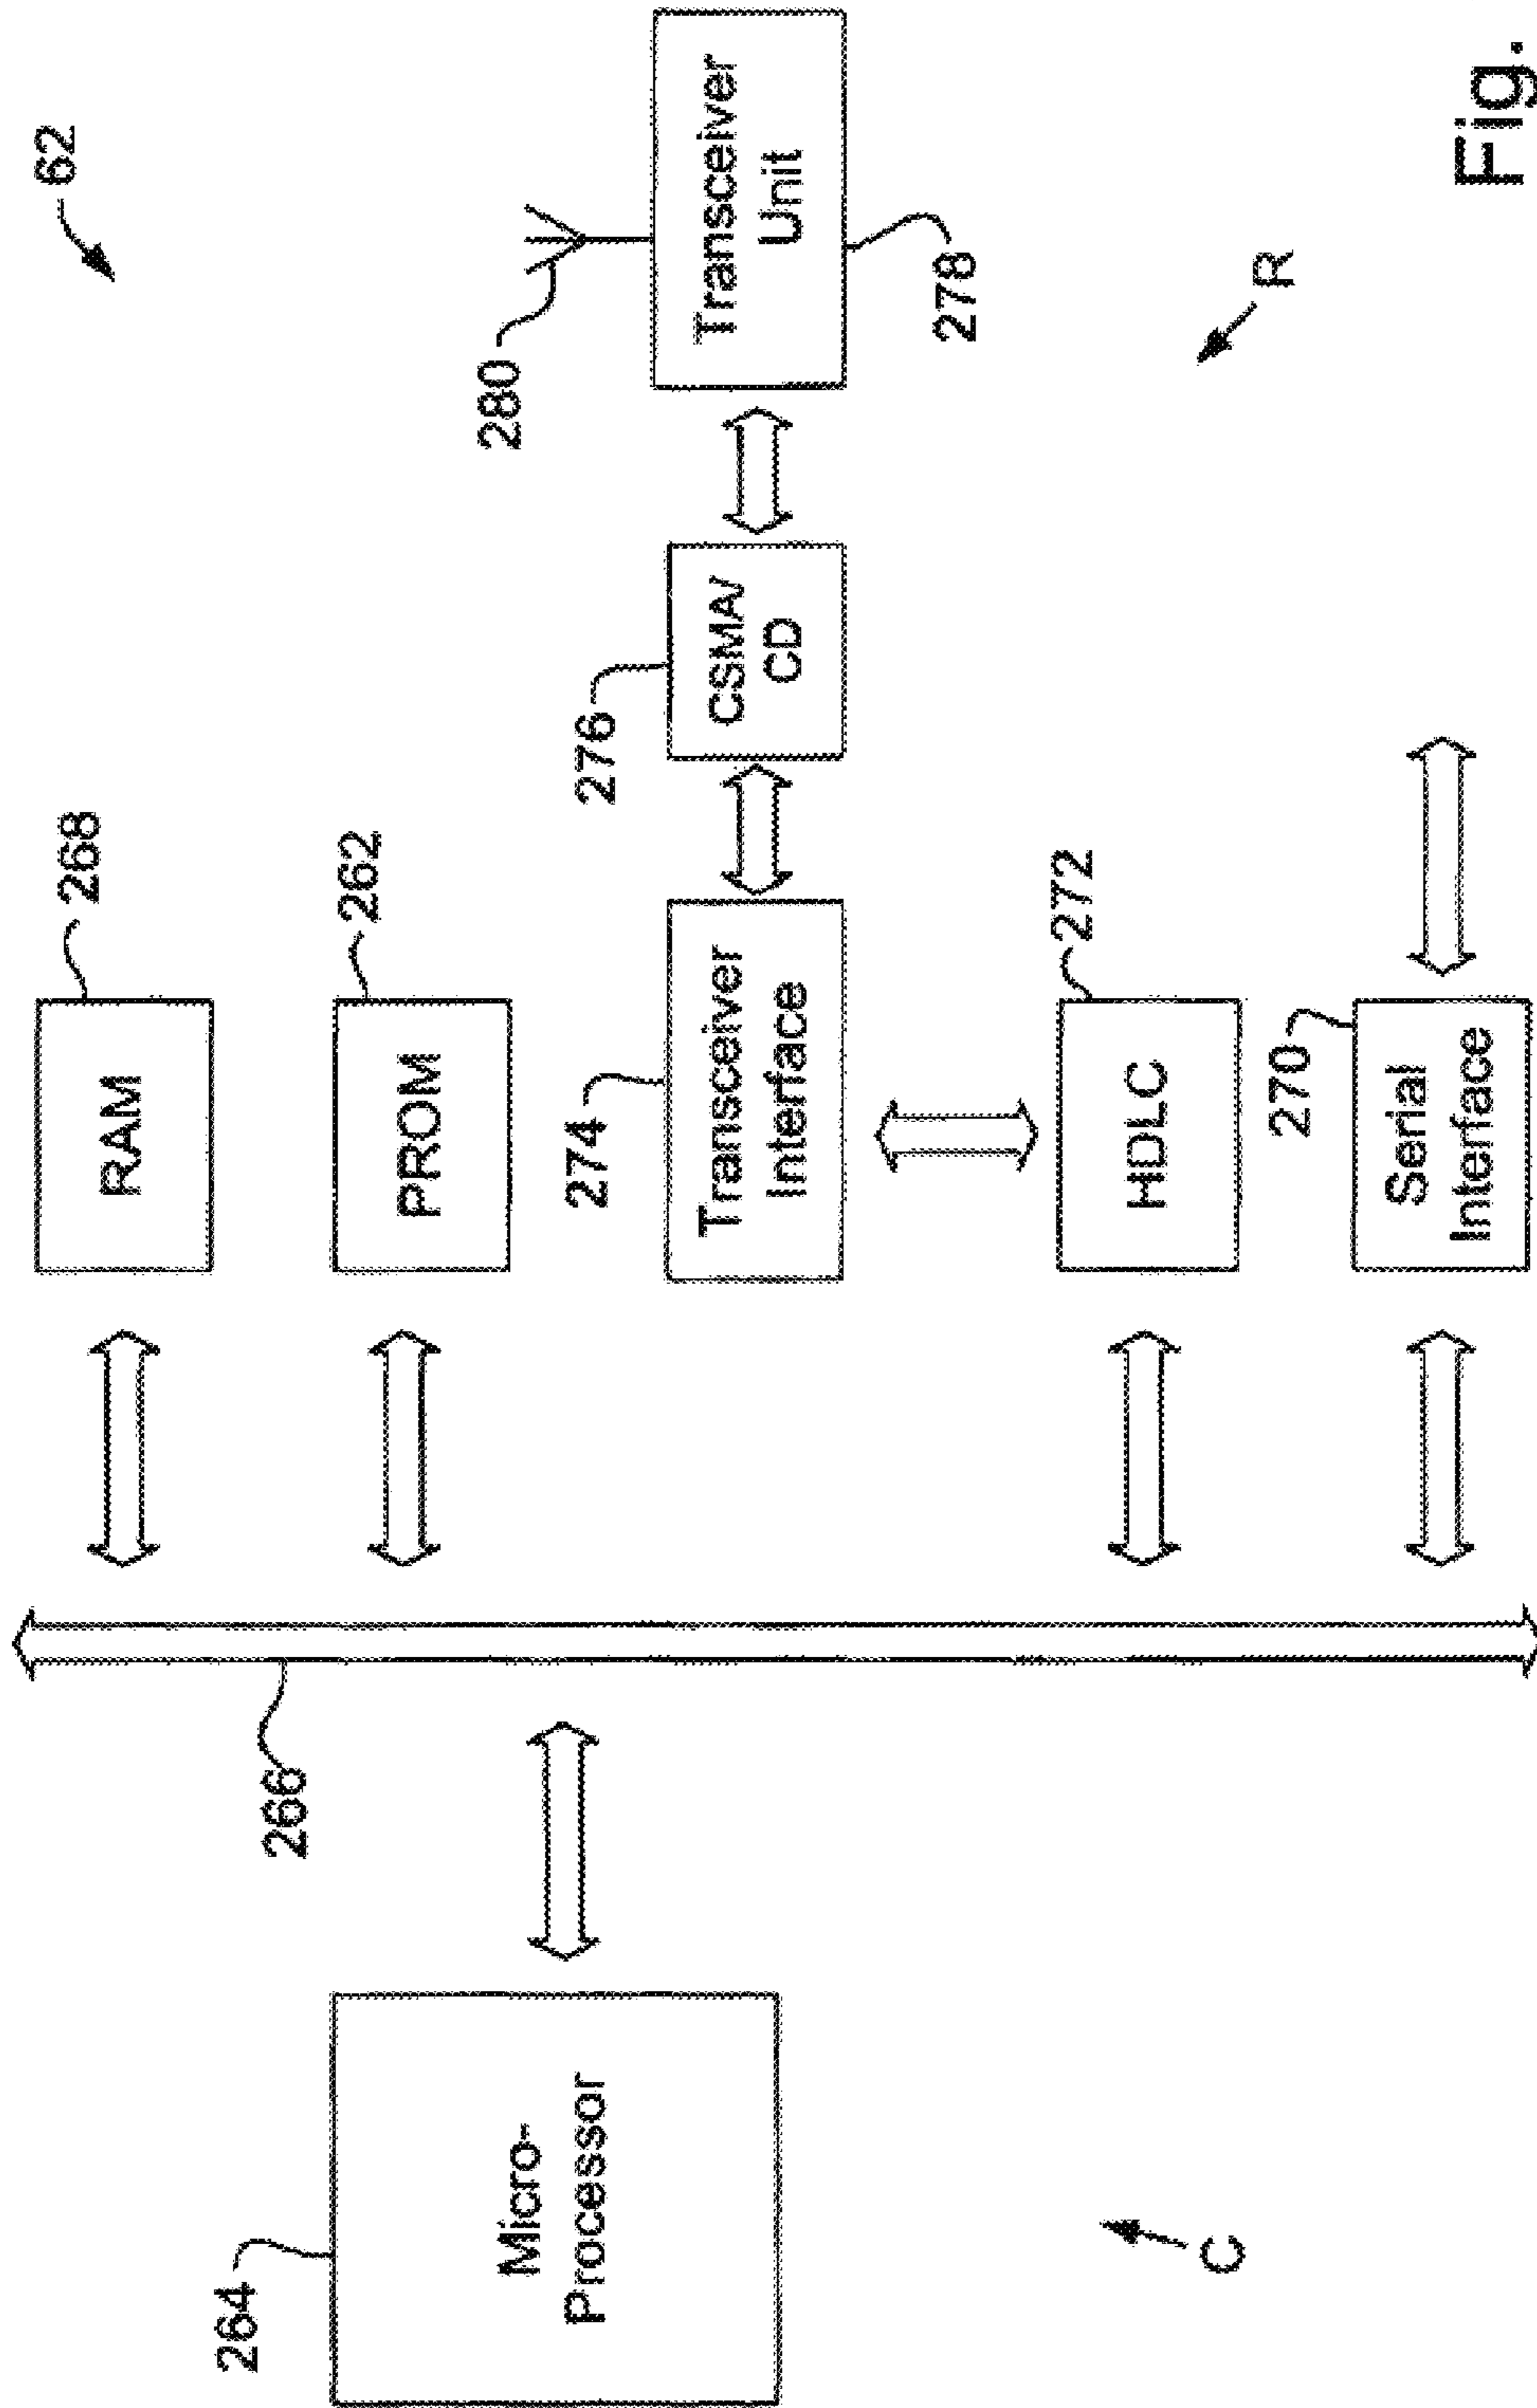 62
268
RAM
262
PROM
280
Transceiver
Unit
278
276
CSMA/
CD
274
Transceiver
Interface
272
HDLC
270
Serial
Interface
266
264
Micro-
Processor
C
R
Fig.